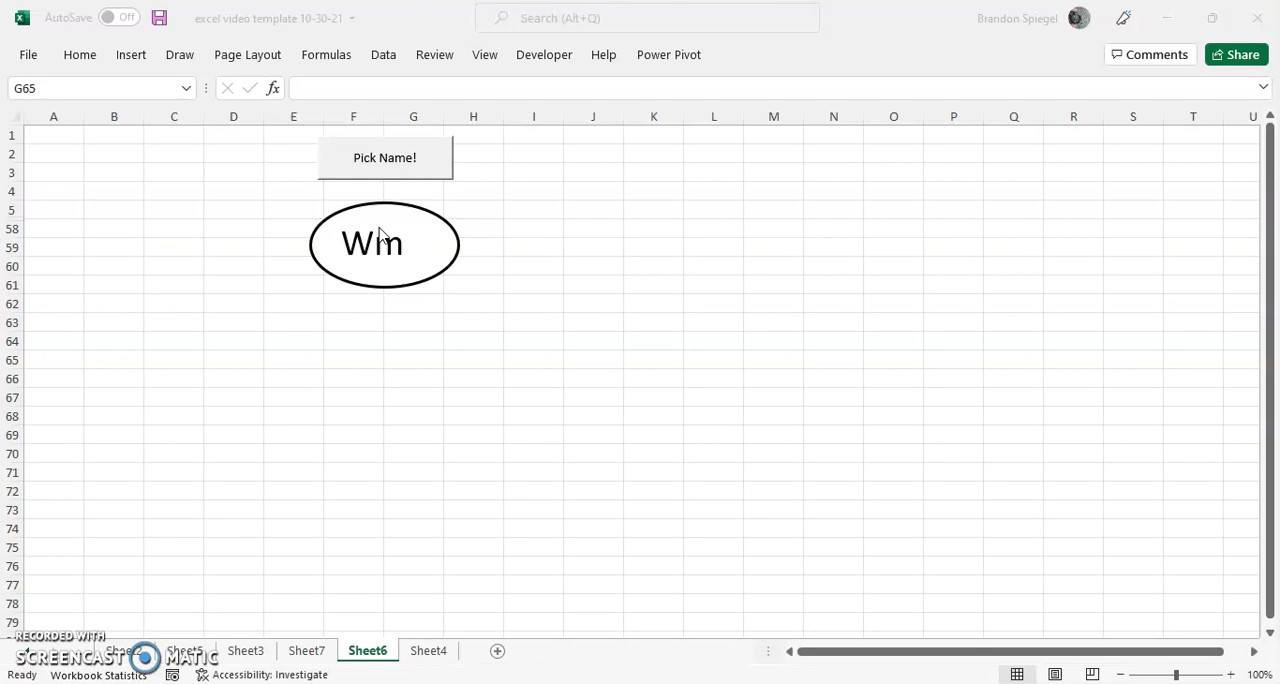 AutoSave Off excel video template 10-30-21 Search (Alt+Q) Brandon Spiegel
File Home Insert Draw Page Layout Formulas Data Review View Developer Help Power Pivot Comments Share
G65 fx
A B C D E F G H I J K L M N O P Q R S T U
1
2 Pick Name!
3
4
5
58
59 Wm
60
61
62
63
64
65
66
67
68
69
70
71
72
73
74
75
76
77
78
79
RECORDED WITH
Sheet3 Sheet7 Sheet6 Sheet4
SCREENCAST MATIC
Ready Workbook Statistics Accessibility: Investigate 100%